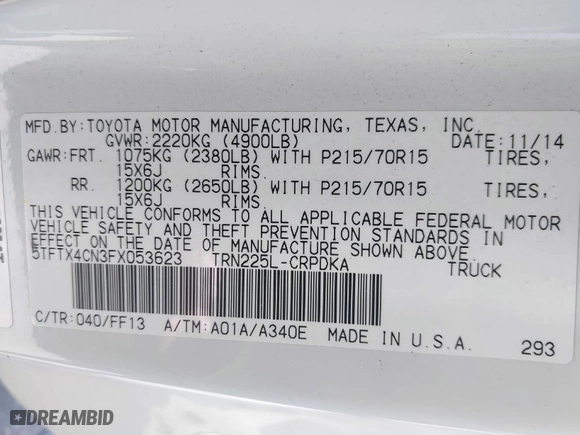 MFD.BY:TOYOTA MOTOR MANUFACTURING, TEXAS, INC.
GVWR:2220KG (4900LB) DATE:11/14
GAWR:FRT. 1075KG (2380LB) WITH P215/70R15 TIRES,
15X6J RIMS.
RR. 1200KG (2650LB) WITH P215/70R15 TIRES,
15X6J RIMS.
THIS VEHICLE CONFORMS TO ALL APPLICABLE FEDERAL MOTOR
VEHICLE SAFETY AND THEFT PREVENTION STANDARDS IN
EFFECT ON THE DATE OF MANUFACTURE SHOWN ABOVE.
5TFTX4CN3FX053623 TRN225L-CRPDKA TRUCK
C/TR:040/FF13 A/TM:A01A/A340E MADE IN U.S.A. 293
DREAMBID